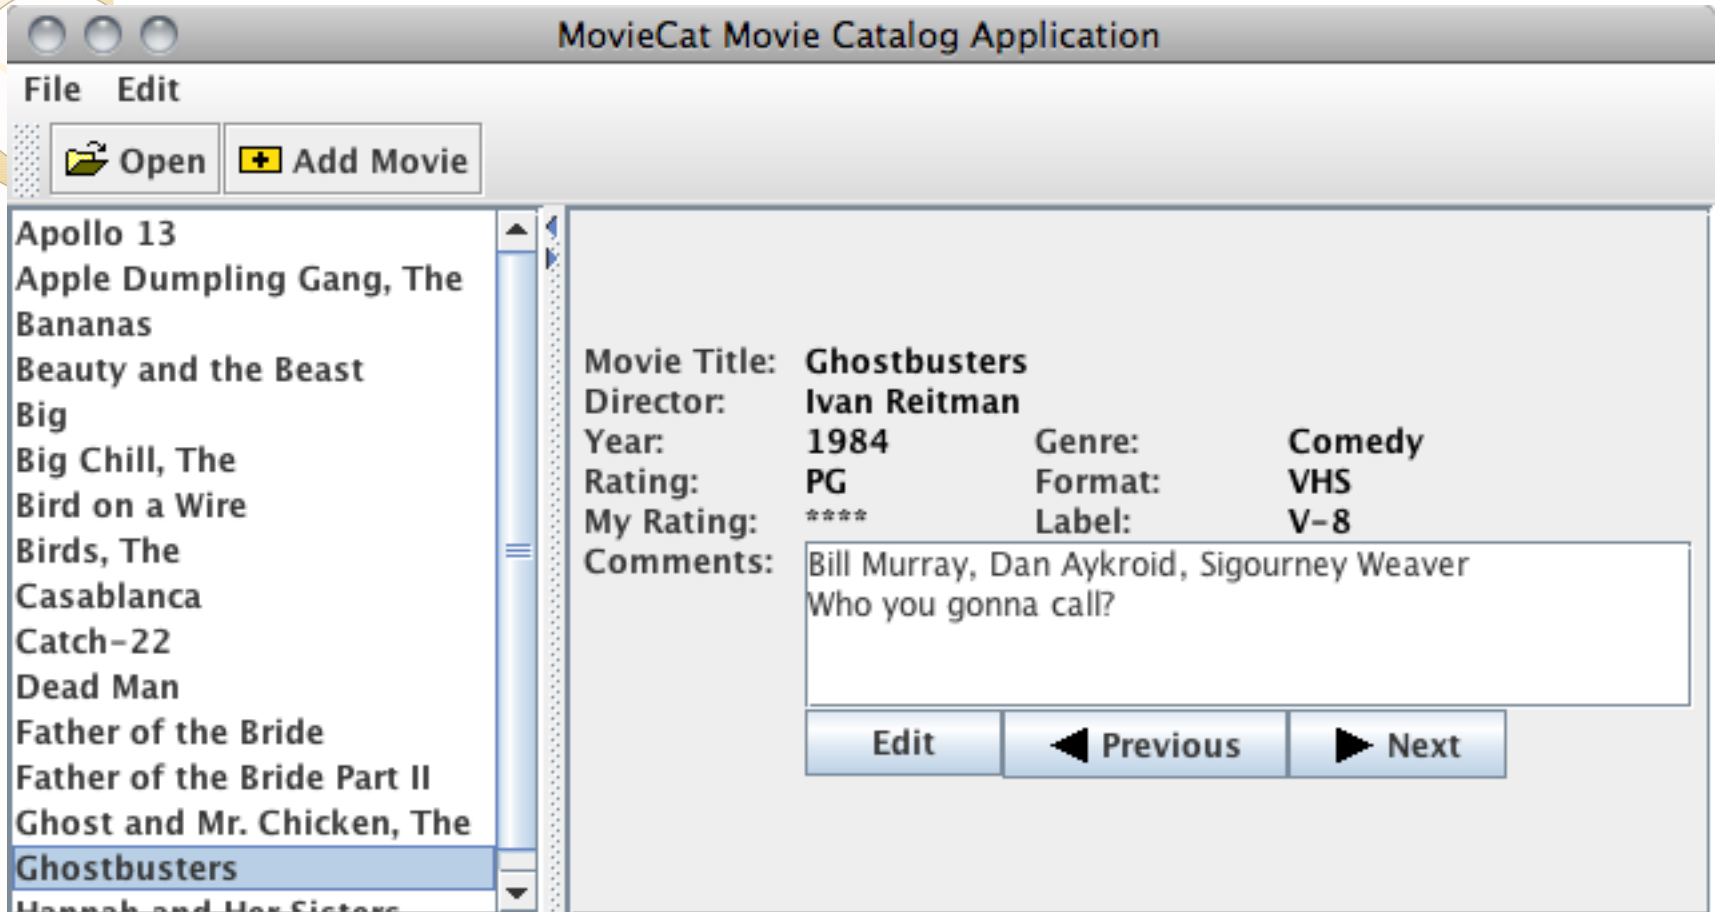 MovieCat Movie Catalog Application
File Edit
Open Add Movie
Apollo 13
Apple Dumpling Gang, The
Bananas
Beauty and the Beast
Big
Big Chill, The
Bird on a Wire
Birds, The
Casablanca
Catch-22
Dead Man
Father of the Bride
Father of the Bride Part II
Ghost and Mr. Chicken, The
Ghostbusters
Hannah and Her Sisters
Movie Title: Ghostbusters
Director: Ivan Reitman
Year: 1984 Genre: Comedy
Rating: PG Format: VHS
My Rating: **** Label: V-8
Comments: Bill Murray, Dan Aykroid, Sigourney Weaver
Who you gonna call?
Edit Previous Next